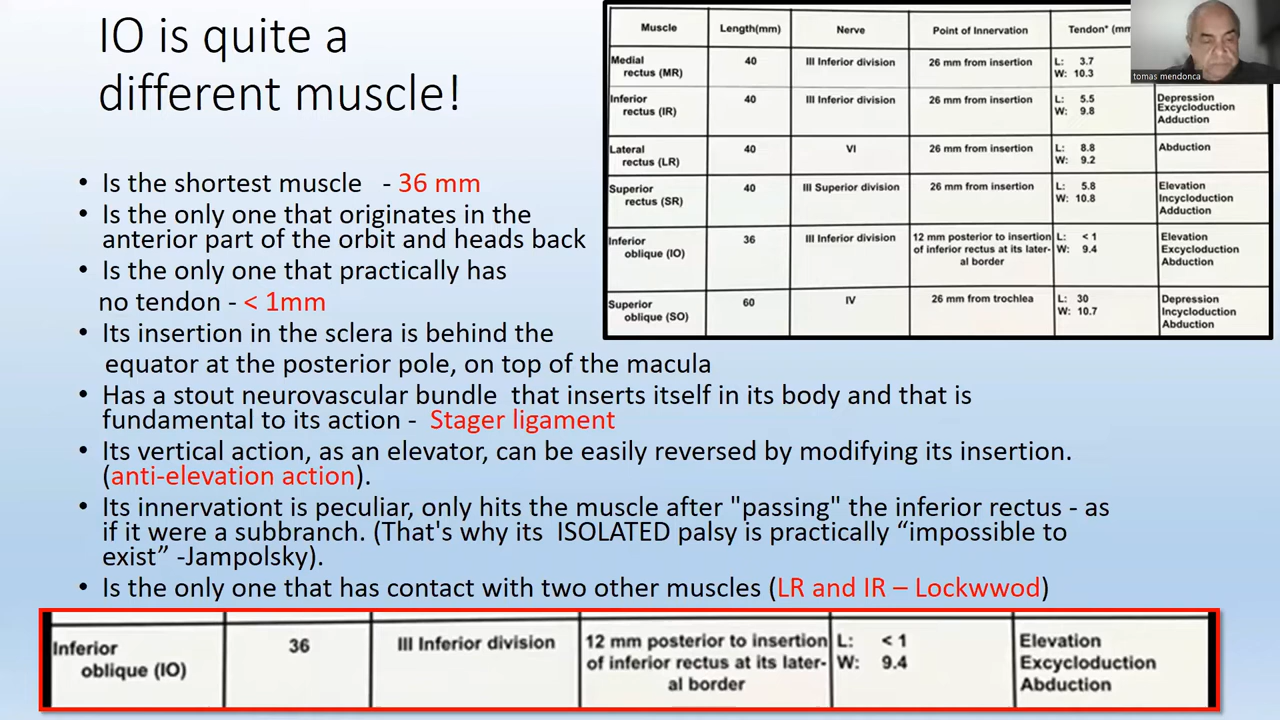 IO is quite a
different muscle!
• Is the shortest muscle - 36 mm
• Is the only one that originates in the
anterior part of the orbit and heads back
• Is the only one that practically has
no tendon - < 1mm
• Its insertion in the sclera is behind the
equator at the posterior pole, on top of the macula
• Has a stout neurovascular bundle that inserts itself in its body and that is
fundamental to its action - Stager ligament
• Its vertical action, as an elevator, can be easily reversed by modifying its insertion.
(anti-elevation action).
• Its innervationt is peculiar, only hits the muscle after "passing" the inferior rectus - as
if it were a subbranch. (That's why its ISOLATED palsy is practically “impossible to
exist” -Jampolsky).
• Is the only one that has contact with two other muscles (LR and IR – Lockwwod)
Muscle Length(mm) Nerve Point of Innervation Tendon* (mm
Medial 40 III Inferior division 26 mm from insertion L: 3.7
rectus (MR) W: 10.3
Inferior 40 III Inferior division 26 mm from insertion L: 5.5 Depression
rectus (IR) W: 9.8 Excycloduction
Adduction
Lateral 40 VI 26 mm from insertion L: 8.8 Abduction
rectus (LR) W: 9.2
Superior 40 III Superior division 26 mm from insertion L: 5.8 Elevation
rectus (SR) W: 10.8 Incycloduction
Adduction
Inferior 36 III Inferior division 12 mm posterior to insertion L: < 1 Elevation
oblique (IO) of inferior rectus at its later- W: 9.4 Excycloduction
al border Abduction
Superior 60 IV 26 mm from trochlea L: 30 Depression
oblique (SO) W: 10.7 Incycloduction
Abduction
tomas mendonca
Inferior 36 III Inferior division 12 mm posterior to insertion L: < 1 Elevation
oblique (IO) of inferior rectus at its later- W: 9.4 Excycloduction
al border Abduction